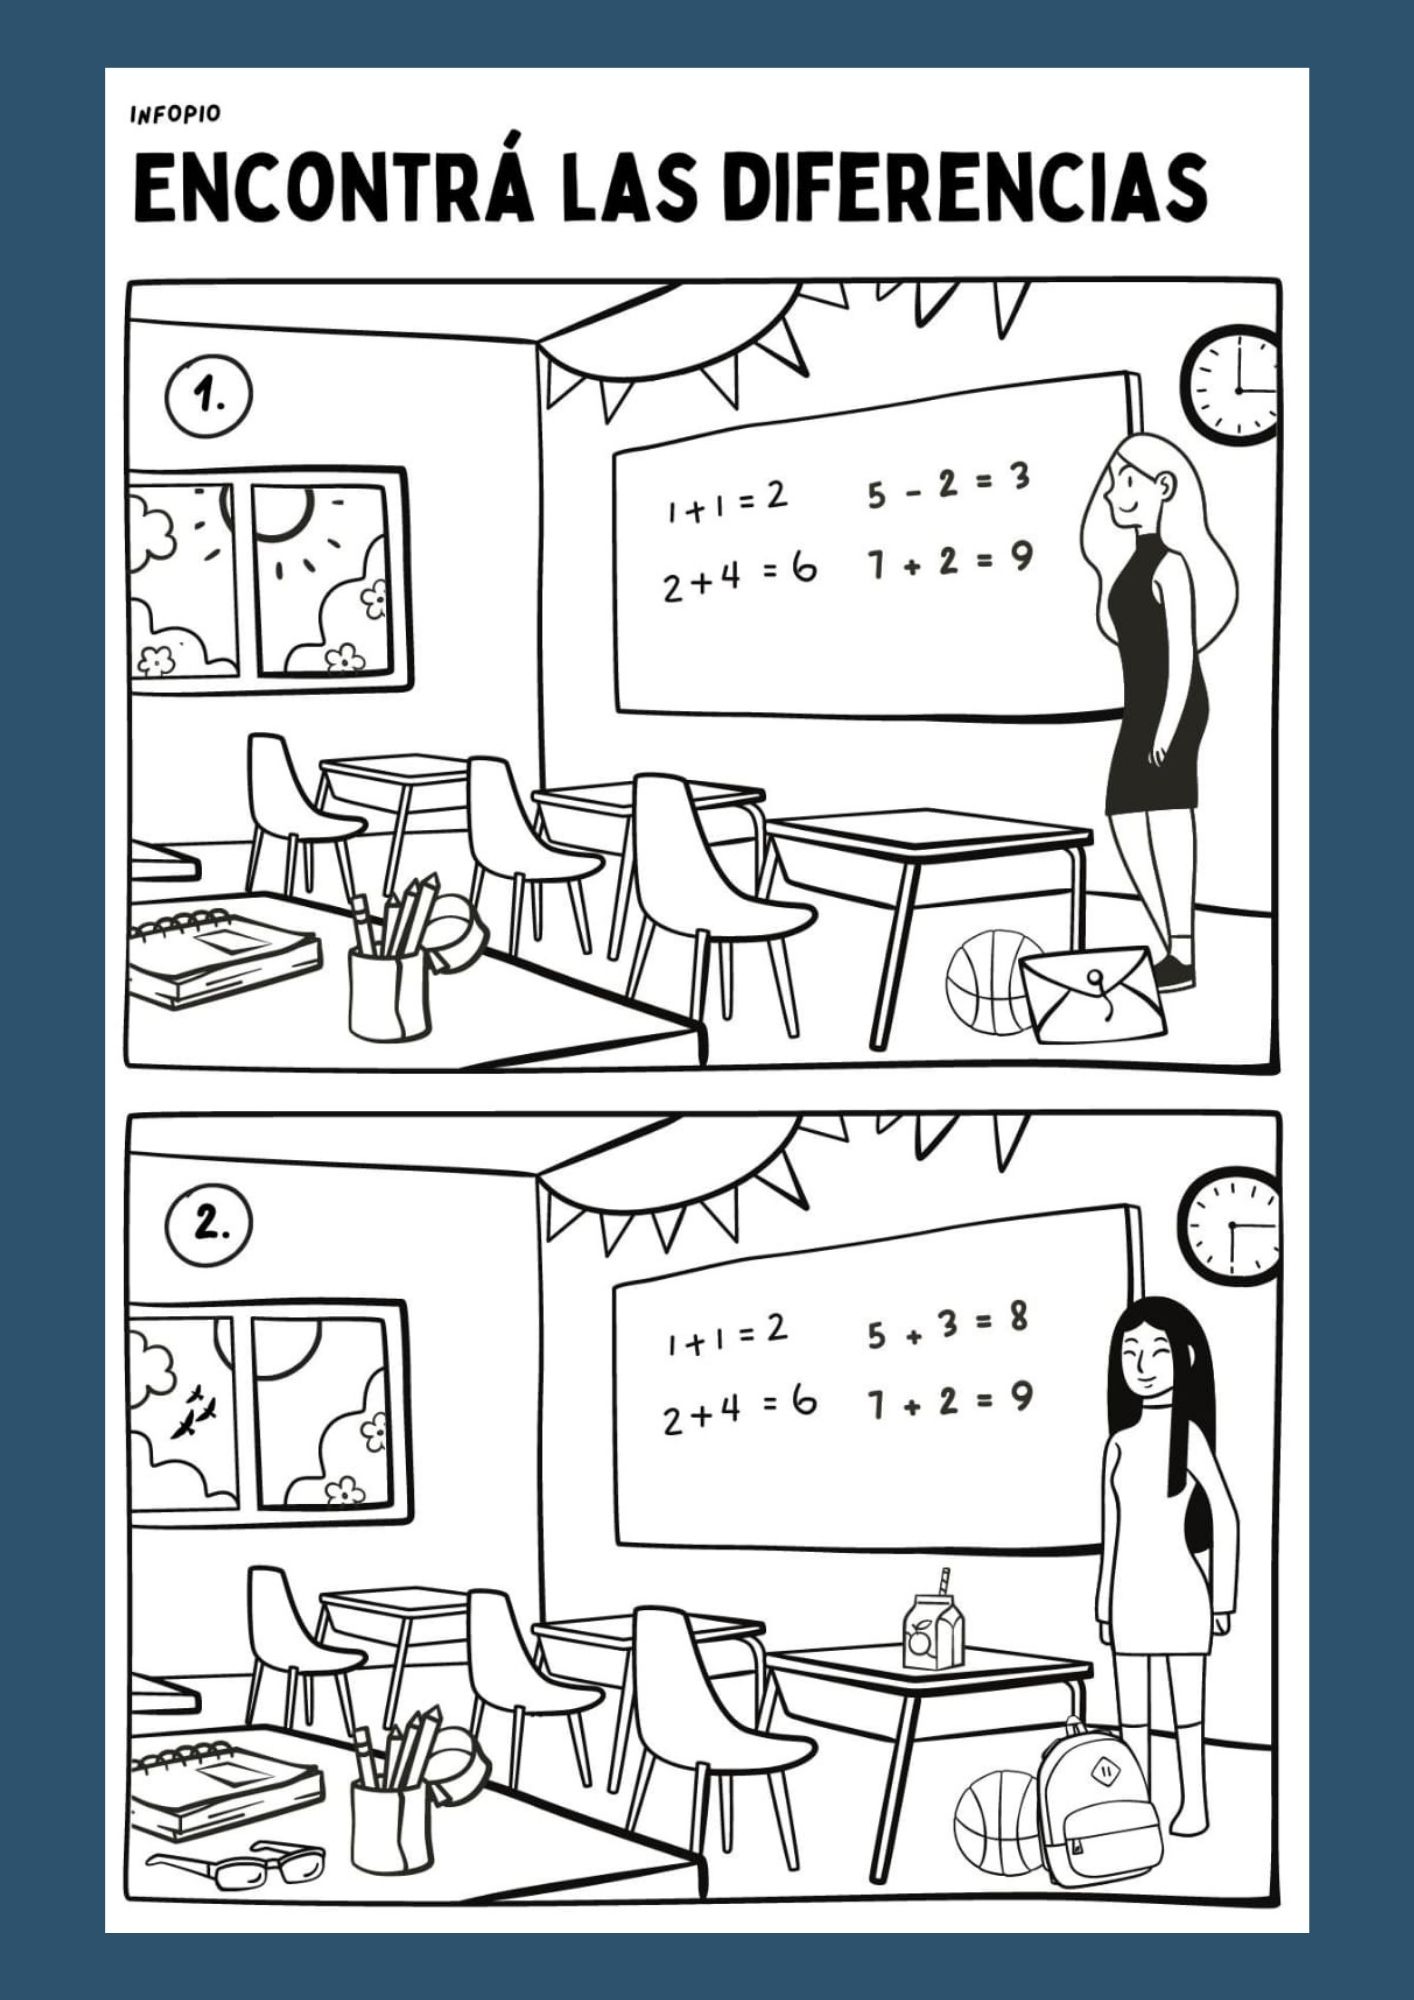 INFOPIO
ENCONTRÁ LAS DIFERENCIAS
1.
1+1=2 5 - 2 = 3
2+4 = 6 7 + 2 = 9
2.
1+1=2 5 + 3 = 8
2+4 = 6 7 + 2 = 9